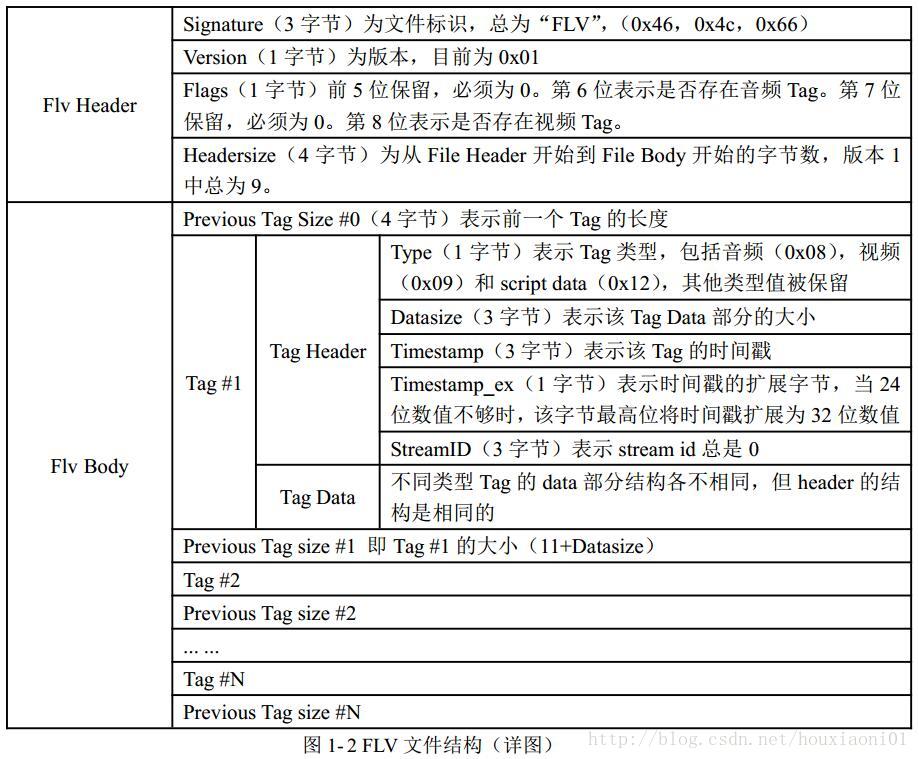 Flv Header
Signature（3 字节）为文件标识，总为“FLV”，（0x46，0x4c，0x66）
Version（1 字节）为版本，目前为 0x01
Flags（1 字节）前 5 位保留，必须为 0。第 6 位表示是否存在音频 Tag。第 7 位
保留，必须为 0。第 8 位表示是否存在视频 Tag。
Headersize（4 字节）为从 File Header 开始到 File Body 开始的字节数，版本 1
中总为 9。
Flv Body
Previous Tag Size #0（4 字节）表示前一个 Tag 的长度
Tag #1
Tag Header
Type（1 字节）表示 Tag 类型，包括音频（0x08），视频
（0x09）和 script data（0x12），其他类型值被保留
Datasize（3 字节）表示该 Tag Data 部分的大小
Timestamp（3 字节）表示该 Tag 的时间戳
Timestamp_ex（1 字节）表示时间戳的扩展字节，当 24
位数值不够时，该字节最高位将时间戳扩展为 32 位数值
StreamID（3 字节）表示 stream id 总是 0
Tag Data
不同类型 Tag 的 data 部分结构各不相同，但 header 的结
构是相同的
Previous Tag size #1 即 Tag #1 的大小（11+Datasize）
Tag #2
Previous Tag size #2
... ...
Tag #N
Previous Tag size #N
图 1-2 FLV 文件结构（详图）
http://blog.csdn.net/houxiaoni01